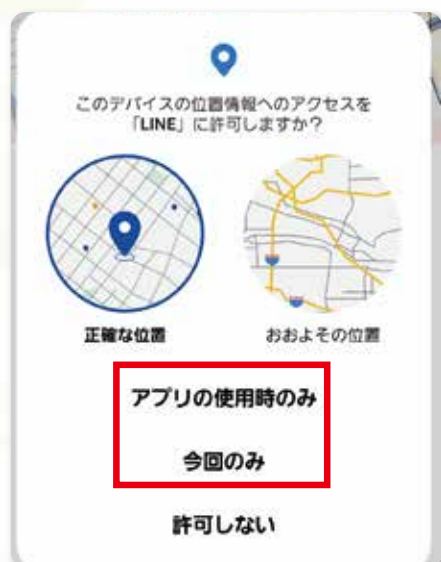 このデバイスの位置情報へのアクセスを
「LINE」に許可しますか？
正確な位置
おおよその位置
アプリの使用時のみ
今回のみ
許可しない